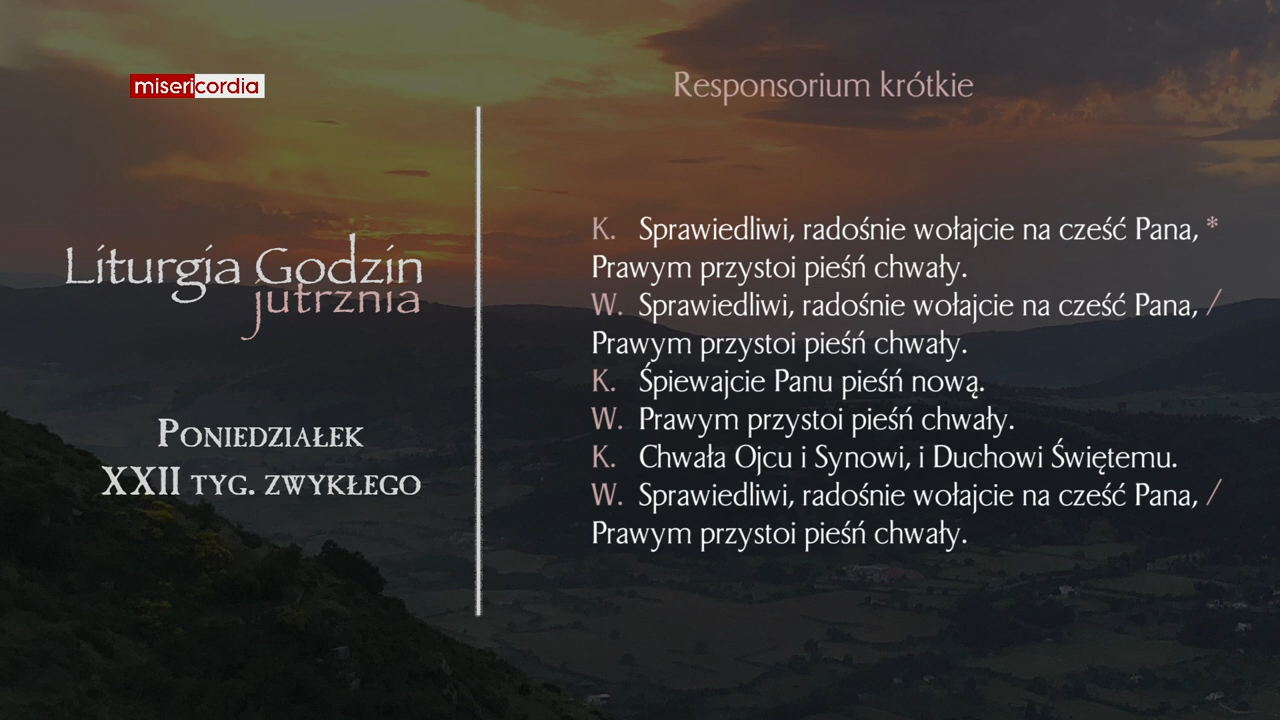 misericordia
Liturgia Godzin
jutrznia
Poniedziałek
XXII tyg. zwykłego
Responsorium krótkie
K. Sprawiedliwi, radośnie wołajcie na cześć Pana, *
Prawym przystoi pieśń chwały.
W. Sprawiedliwi, radośnie wołajcie na cześć Pana, /
Prawym przystoi pieśń chwały.
K. Śpiewajcie Panu pieśń nową.
W. Prawym przystoi pieśń chwały.
K. Chwała Ojcu i Synowi, i Duchowi Świętemu.
W. Sprawiedliwi, radośnie wołajcie na cześć Pana, /
Prawym przystoi pieśń chwały.